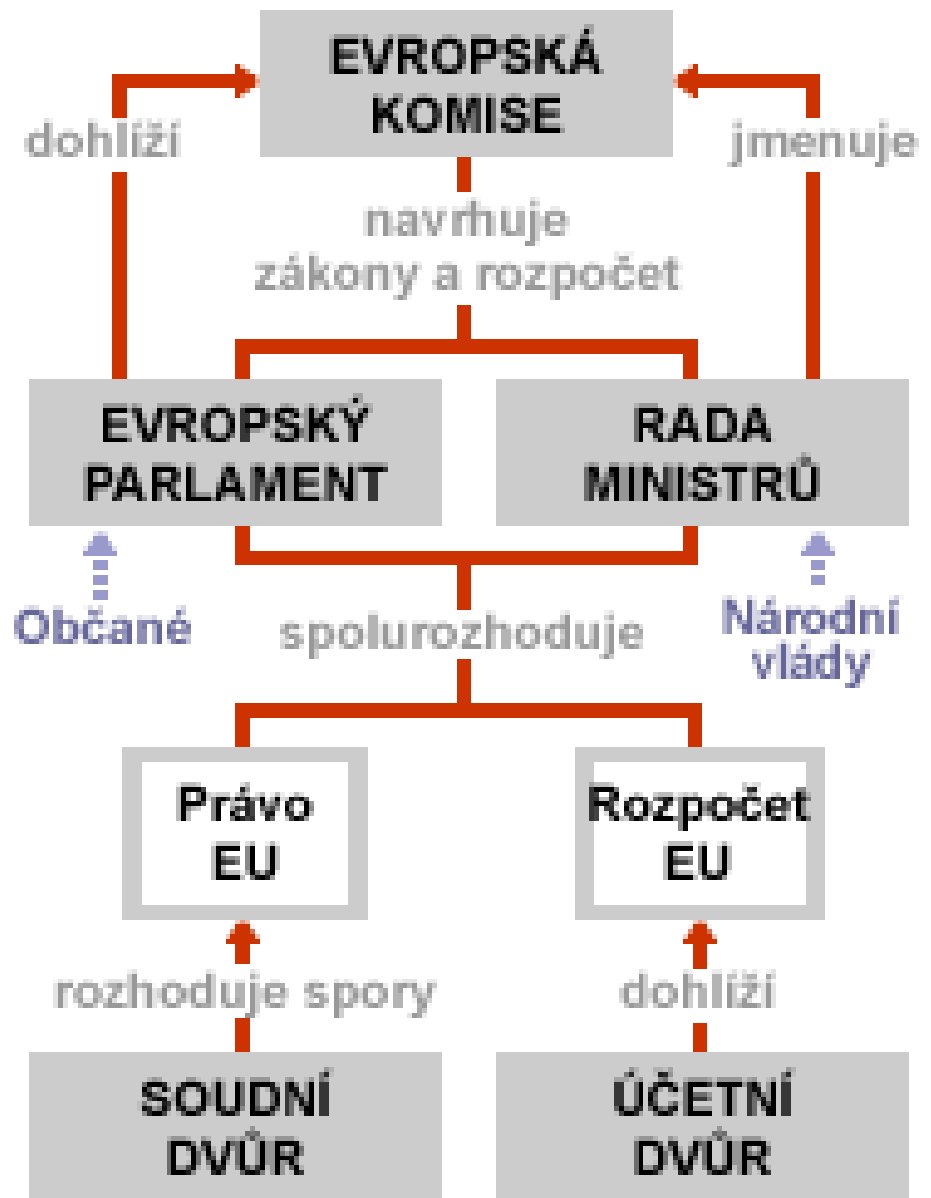 EVROPSKÁ
KOMISE
dohlíží
jmenuje
navrhuje
zákony a rozpočet
EVROPSKÝ
PARLAMENT
RADA
MINISTRŮ
Občané
spolurozhoduje
Národní
vlády
Právo
EU
Rozpočet
EU
rozhoduje spory
dohlíží
SOUDNÍ
DVŮR
ÚČETNÍ
DVŮR